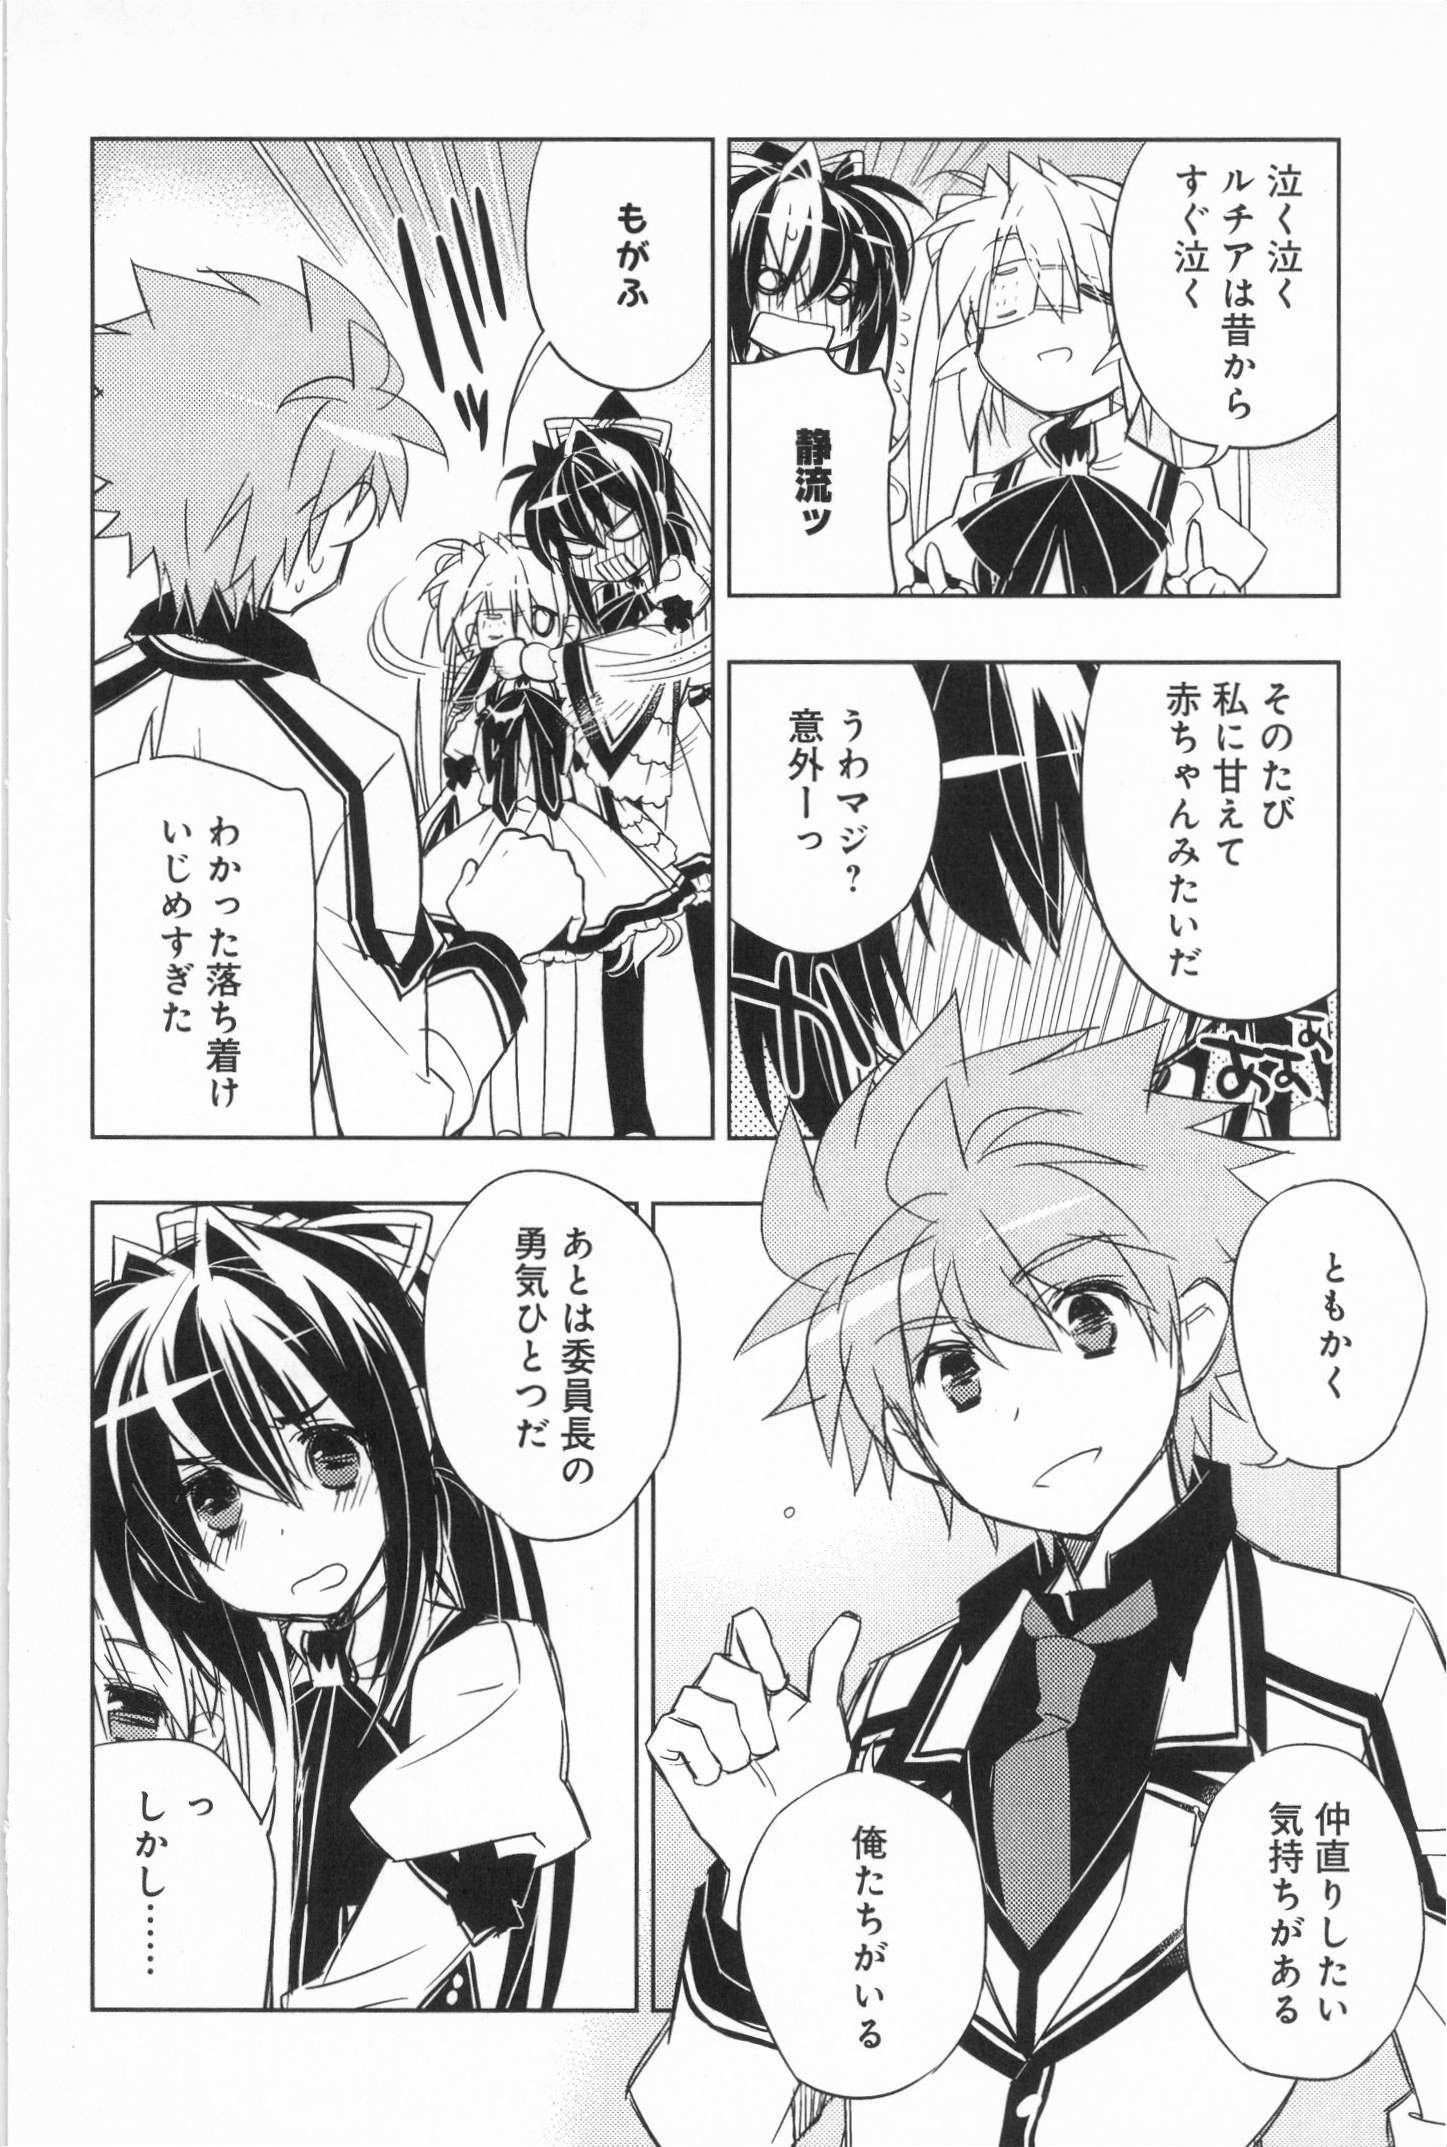 泣く泣く
ルチアは昔から
すぐ泣く
静流ッ
そのたび
私に甘えて
赤ちゃんみたいだ
うわマジ?
意外ーっ
ぁぁぁ
もがふ
わかった落ち着け
いじめすぎた
ともかく
仲直りしたい
気持ちがある
俺たちがいる
あとは委員長の
勇気ひとつだ
っ
しかし……